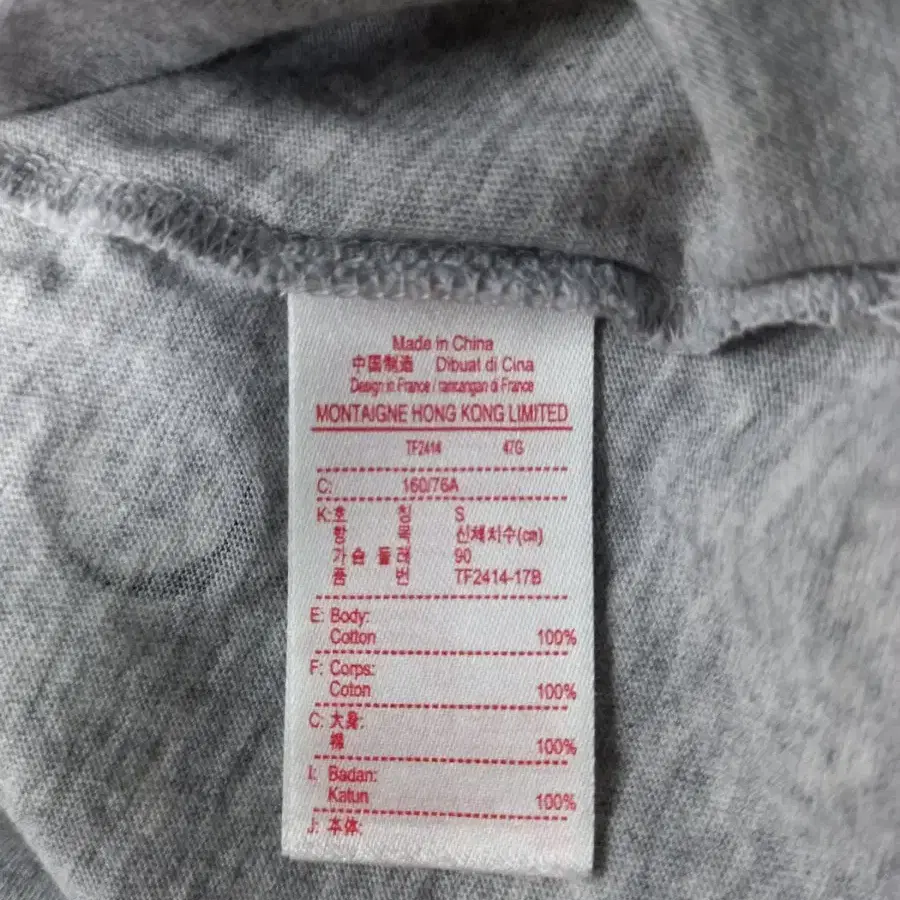 Made in China
中国制造 Dibuat di Cina
Design in France / rancangan di France
MONTAIGNE HONG KONG LIMITED
TF2414 47G
C: 160/76A
K: 호 칭 S
항 목 신체치수(cm)
가슴둘레 90
품 번 TF2414-17B
E: Body:
Cotton 100%
F: Corps:
Coton 100%
C: 大身:
棉 100%
I: Badan:
Katun 100%
J: 本体: